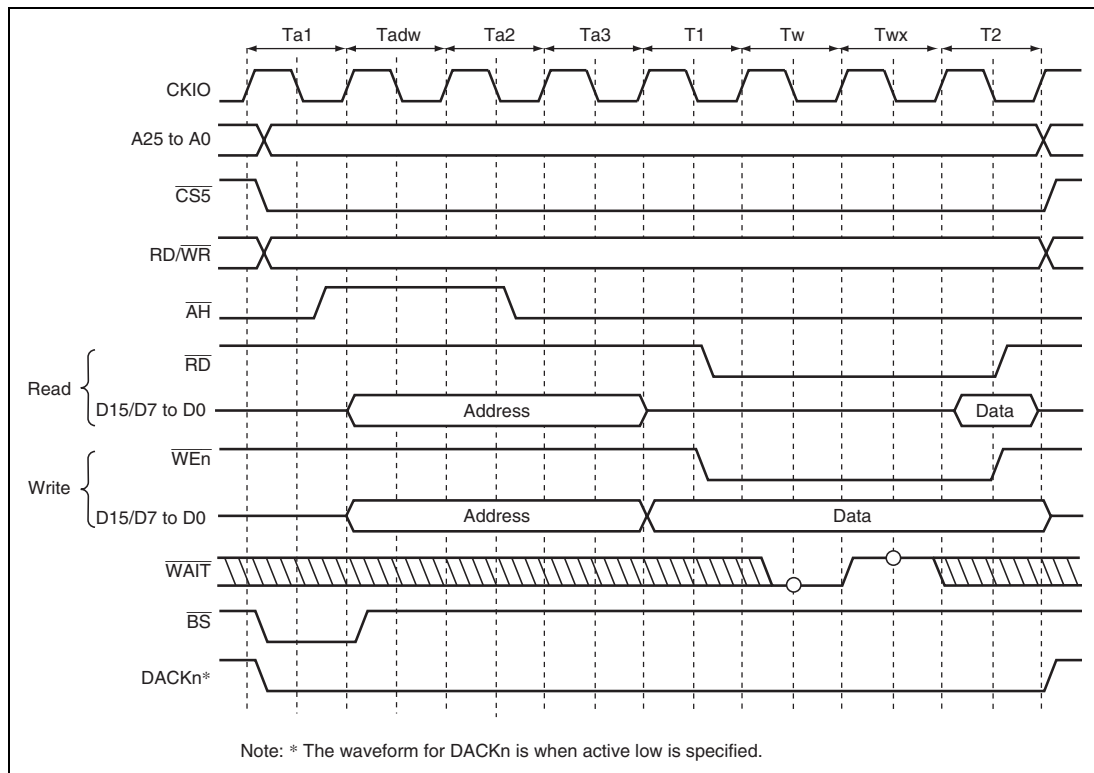 Ta1 Tadw Ta2 Ta3 T1 Tw Twx T2
CKIO
A25 to A0
CS5
RD/WR
AH
RD
Read
D15/D7 to D0 Address Data
WEn
Write
D15/D7 to D0 Address Data
WAIT
BS
DACKn*
Note: * The waveform for DACKn is when active low is specified.